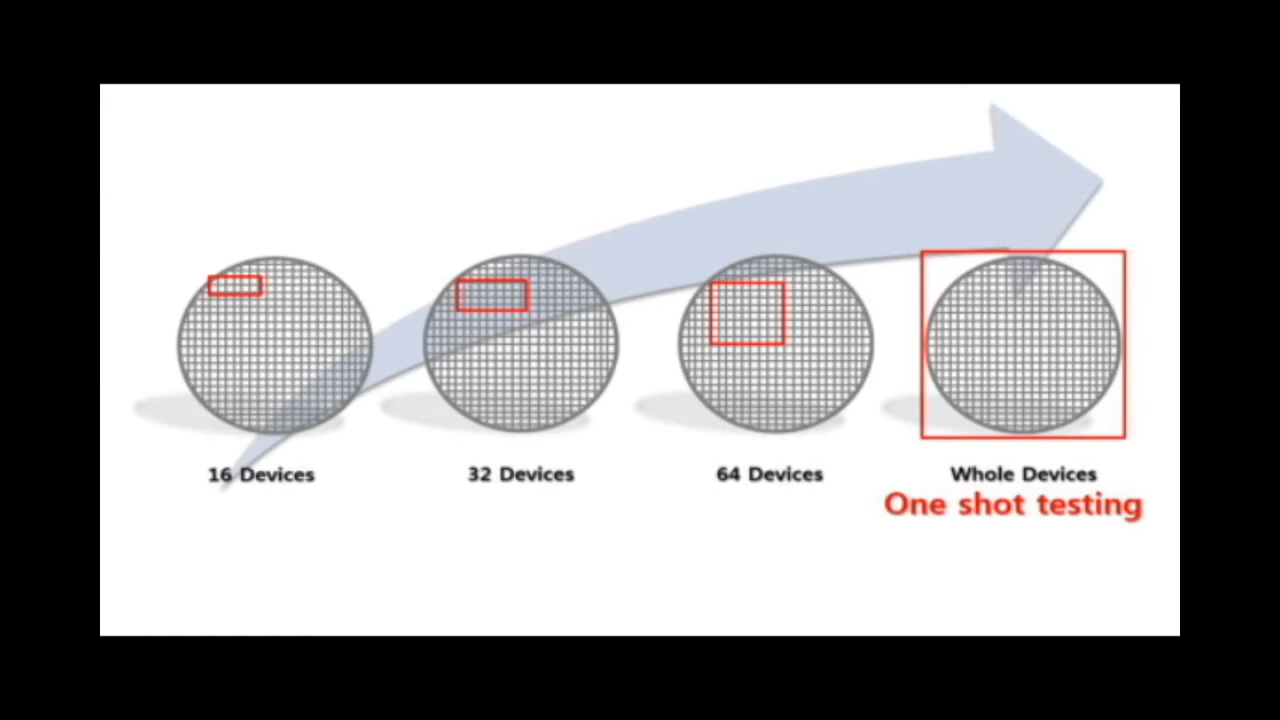 16 Devices
32 Devices
64 Devices
Whole Devices
One shot testing